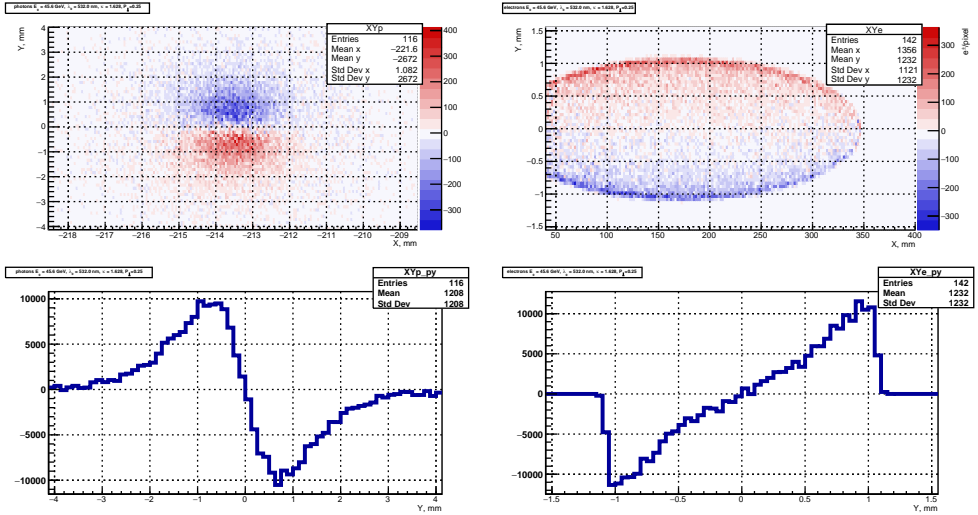 photons E = 45.6 GeV, λ = 532.0 nm, κ = 1.628, P =0.25
XYp
Entries 116
Mean x −221.6
Mean y −2672
Std Dev x 1.082
Std Dev y 2672
Y, mm
4
3
2
1
0
−1
−2
−3
−4
−218 −217 −216 −215 −214 −213 −212 −211 −210 −209
X, mm
400
300
200
100
0
−100
−200
−300
electrons E = 45.6 GeV, λ = 532.0 nm, κ = 1.628, P =0.25
XYe
Entries 142
Mean x 1356
Mean y 1232
Std Dev x 1121
Std Dev y 1232
Y, mm
1.5
1
0.5
0
−0.5
−1
−1.5
50 100 150 200 250 300 350 400
X, mm
e⁻/pixel
300
200
100
0
−100
−200
−300
photons E = 45.6 GeV, λ = 532.0 nm, κ = 1.628, P =0.25
XYp_py
Entries 116
Mean 1208
Std Dev 1208
10000
5000
0
−5000
−10000
−4 −3 −2 −1 0 1 2 3 4
Y, mm
electrons E = 45.6 GeV, λ = 532.0 nm, κ = 1.628, P =0.25
XYe_py
Entries 142
Mean 1232
Std Dev 1232
10000
5000
0
−5000
−10000
−1.5 −1 −0.5 0.0 0.5 1 1.5
Y, mm